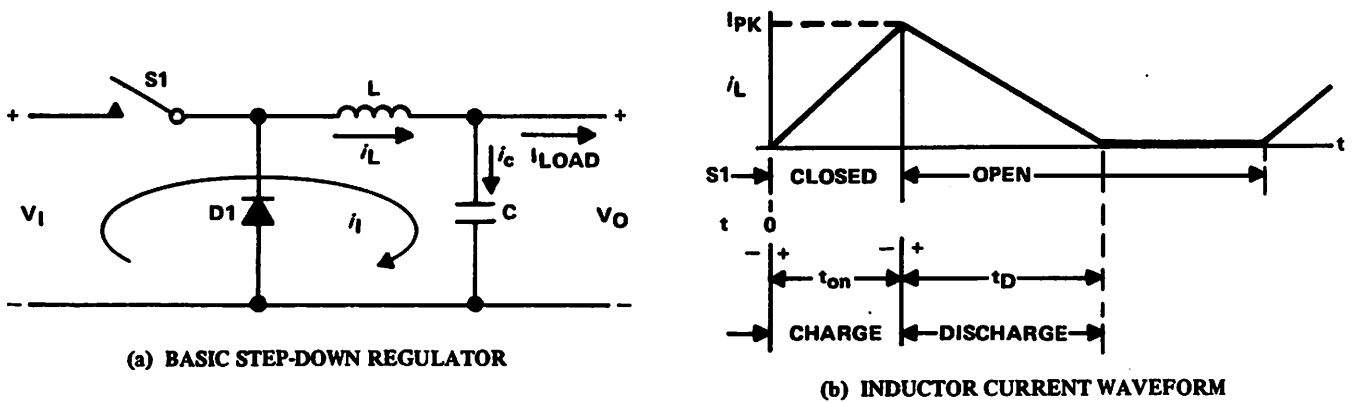 S1
L
+
+
iL
ic
ILOAD
VI
D1
iI
C
VO
−
−
(a) BASIC STEP-DOWN REGULATOR
IPK
iL
t
S1 CLOSED OPEN
t 0
− + − +
ton tD
CHARGE DISCHARGE
(b) INDUCTOR CURRENT WAVEFORM